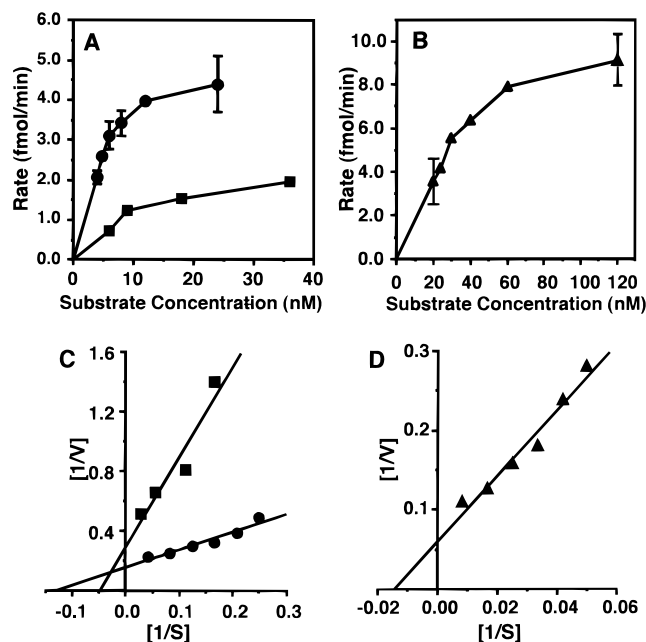 A
Rate (fmol/min)
6.0
5.0
4.0
3.0
2.0
1.0
0.0
0 10 20 30 40
Substrate Concentration (nM)
B
Rate (fmol/min)
10.0
8.0
6.0
4.0
2.0
0.0
0 20 40 60 80 100 120
Substrate Concentration (nM)
C
[1/V]
1.6
1.2
0.8
0.4
-0.1 0.0 0.1 0.2 0.3
[1/S]
D
[1/V]
0.3
0.2
0.1
-0.02 0.00 0.02 0.04 0.06
[1/S]